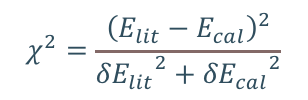 χ² = (E_lit − E_cal)² / (δE_lit² + δE_cal²)